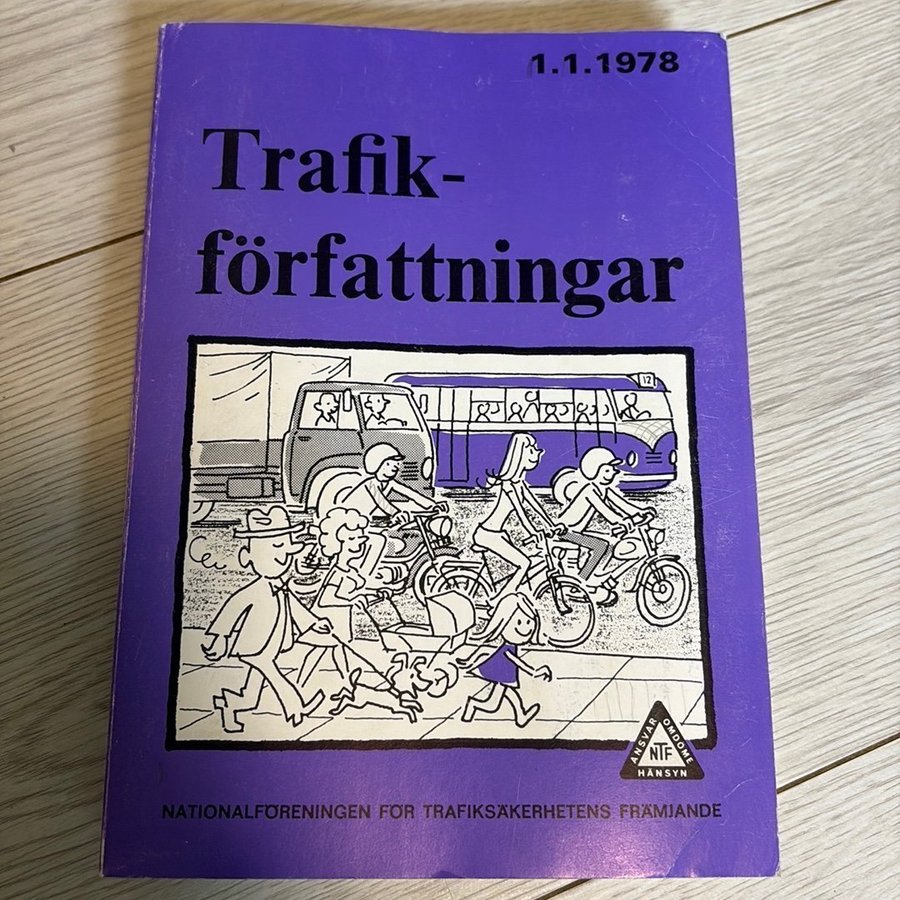 1.1.1978
Trafik-
författningar
12
ANSVAR
OMDÖME
NTF
HÄNSYN
NATIONALFÖRENINGEN FÖR TRAFIKSÄKERHETENS FRÄMJANDE